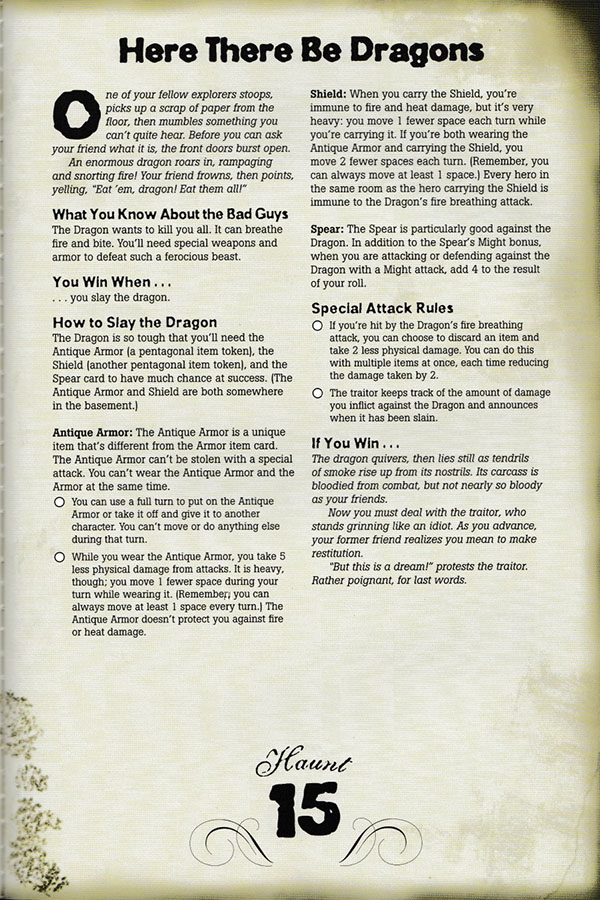 Here There Be Dragons
One of your fellow explorers stoops,
picks up a scrap of paper from the
floor, then mumbles something you
can't quite hear. Before you can ask
your friend what it is, the front doors burst open.
An enormous dragon roars in, rampaging
and snorting fire! Your friend frowns, then points,
yelling, "Eat 'em, dragon! Eat them all!"
What You Know About the Bad Guys
The Dragon wants to kill you all. It can breathe
fire and bite. You'll need special weapons and
armor to defeat such a ferocious beast.
You Win When . . .
. . . you slay the dragon.
How to Slay the Dragon
The Dragon is so tough that you'll need the
Antique Armor (a pentagonal item token), the
Shield (another pentagonal item token), and the
Spear card to have much chance at success. (The
Antique Armor and Shield are both somewhere
in the basement.)
Antique Armor: The Antique Armor is a unique
item that's different from the Armor item card.
The Antique Armor can't be stolen with a special
attack. You can't wear the Antique Armor and the
Armor at the same time.
You can use a full turn to put on the Antique
Armor or take it off and give it to another
character. You can't move or do anything else
during that turn.
While you wear the Antique Armor, you take 5
less physical damage from attacks. It is heavy,
though; you move 1 fewer space during your
turn while wearing it. (Remember, you can
always move at least 1 space every turn.) The
Antique Armor doesn't protect you against fire
or heat damage.
Shield: When you carry the Shield, you're
immune to fire and heat damage, but it's very
heavy: you move 1 fewer space each turn while
you're carrying it. If you're both wearing the
Antique Armor and carrying the Shield, you
move 2 fewer spaces each turn. (Remember, you
can always move at least 1 space.) Every hero in
the same room as the hero carrying the Shield is
immune to the Dragon's fire breathing attack.
Spear: The Spear is particularly good against the
Dragon. In addition to the Spear's Might bonus,
when you are attacking or defending against the
Dragon with a Might attack, add 4 to the result
of your roll.
Special Attack Rules
If you're hit by the Dragon's fire breathing
attack, you can choose to discard an item and
take 2 less physical damage. You can do this
with multiple items at once, each time reducing
the damage taken by 2.
The traitor keeps track of the amount of damage
you inflict against the Dragon and announces
when it has been slain.
If You Win . . .
The dragon quivers, then lies still as tendrils
of smoke rise up from its nostrils. Its carcass is
bloodied from combat, but not nearly so bloody
as your friends.
Now you must deal with the traitor, who
stands grinning like an idiot. As you advance,
your former friend realizes you mean to make
restitution.
"But this is a dream!" protests the traitor.
Rather poignant, for last words.
Haunt
15